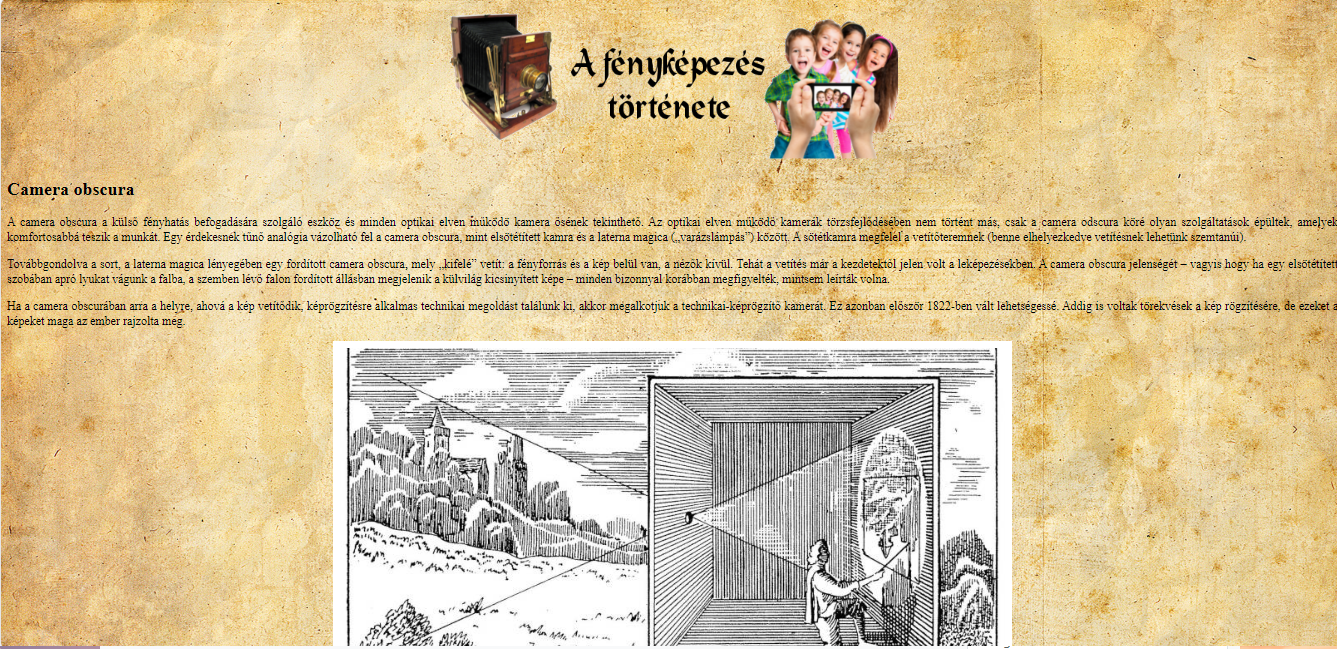 A fényképezés
története
Camera obscura
A camera obscura a külső fényhatás befogadására szolgáló eszköz és minden optikai elven működő kamera ősének tekinthető. Az optikai elven működő kamerák törzsfejlődésében nem történt más, csak a camera odscura köré olyan szolgáltatások épültek, amelyek
komfortosabbá teszik a munkát. Egy érdekesnek tűnő analógia vázolható fel a camera obscura, mint elsötétített kamra és a laterna magica („varázslámpás”) között. A sötétkamra megfelel a vetítőteremnek (benne elhelyezkedve vetítésnek lehetünk szemtanúi).
Továbbgondolva a sort, a laterna magica lényegében egy fordított camera obscura, mely „kifelé” vetít: a fényforrás és a kép belül van, a nézők kívül. Tehát a vetítés már a kezdetektől jelen volt a leképezésekben. A camera obscura jelenségét – vagyis hogy ha egy elsötétített
szobában apró lyukat vágunk a falba, a szemben lévő falon fordított állásban megjelenik a külvilág kicsinyített képe – minden bizonnyal korábban megfigyelték, mintsem leírták volna.
Ha a camera obscurában arra a helyre, ahová a kép vetítődik, képrögzítésre alkalmas technikai megoldást találunk ki, akkor megalkotjuk a technikai-képrögzítő kamerát. Ez azonban először 1822-ben vált lehetségessé. Addig is voltak törekvések a kép rögzítésére, de ezeket a
képeket maga az ember rajzolta meg.